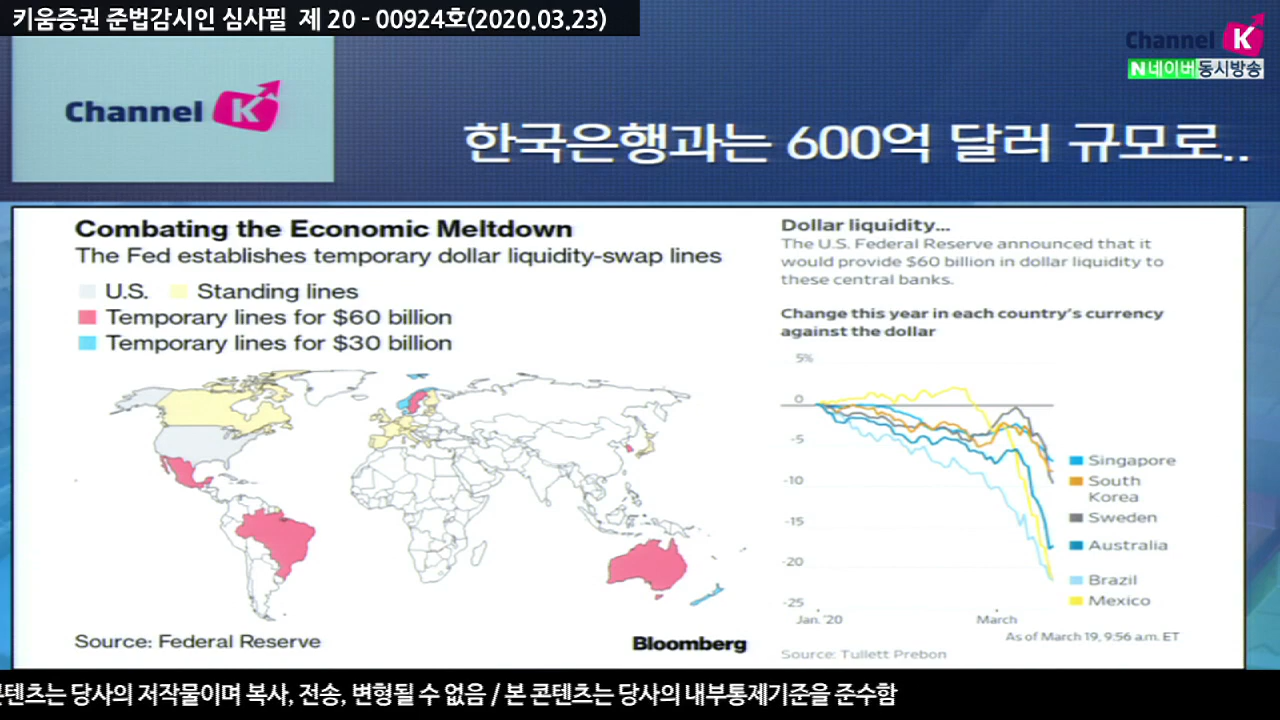 키움증권 준법감시인 심사필 제 20 - 00924호(2020.03.23)
Channel K
N 네이버 동시방송
Channel K
한국은행과는 600억 달러 규모로..
Combating the Economic Meltdown
The Fed establishes temporary dollar liquidity-swap lines
U.S. Standing lines
Temporary lines for $60 billion
Temporary lines for $30 billion
Source: Federal Reserve
Bloomberg
Dollar liquidity...
The U.S. Federal Reserve announced that it
would provide $60 billion in dollar liquidity to
these central banks.
Change this year in each country's currency
against the dollar
5%
0
-5
-10
-15
-20
-25
Jan. '20 March
Singapore
South
Korea
Sweden
Australia
Brazil
Mexico
As of March 19, 9:56 a.m. ET
Source: Tullett Prebon
콘텐츠는 당사의 저작물이며 복사, 전송, 변형될 수 없음 / 본 콘텐츠는 당사의 내부통제기준을 준수함